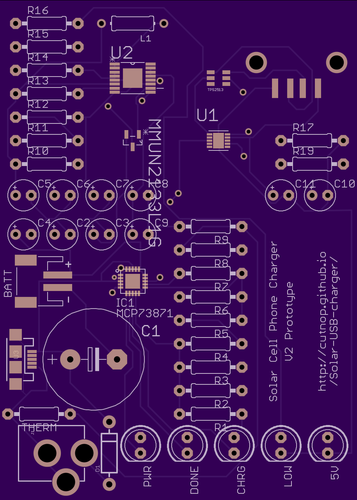 R16
R15
L1
R14
U2
R13
R12
U1
R11
R17
R10
R19
MMUN2133LT1G
C5
C6
C7
C8
C11
C10
C4
C2
C3
C9
R9
R8
BATT
+
-
IC1
MCP73871
R7
R6
C1
R5
R4
R3
R2
R1
+
THERM
Solar Cell Phone Charger
V2 Prototype
http://cutnop.github.io
/Solar-USB-charger/
PWR
DONE
CHRG
LOW
5V